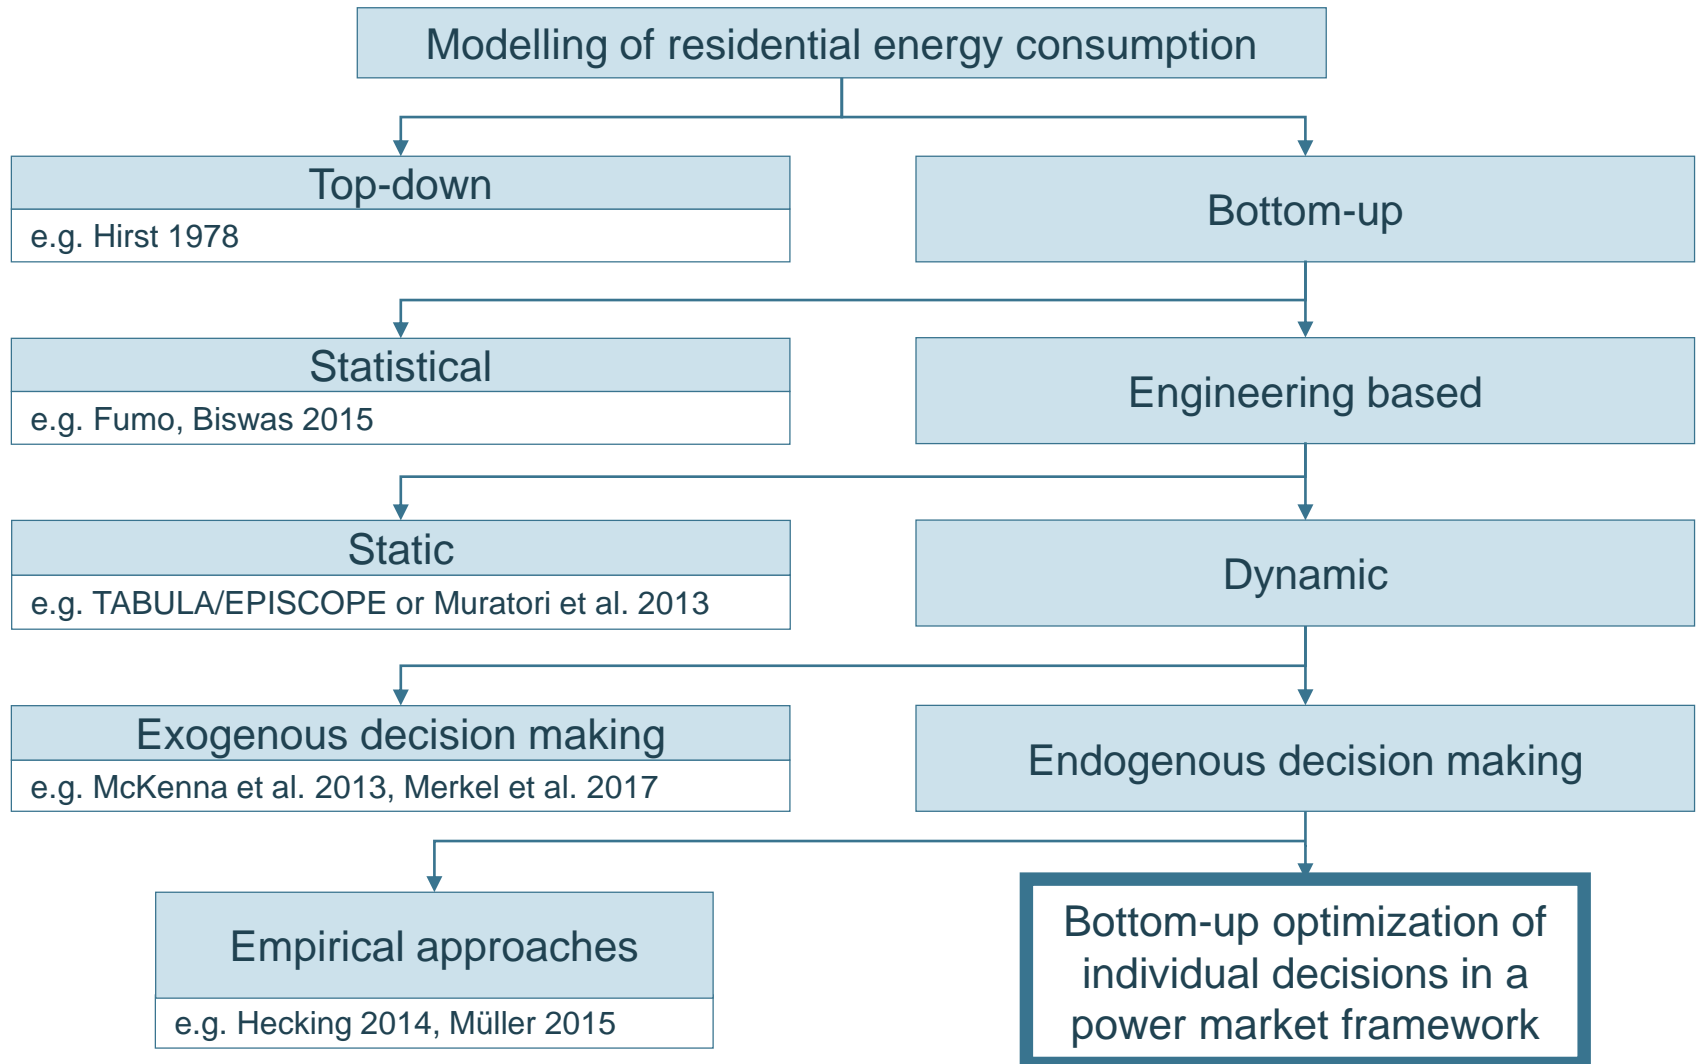 Modelling of residential energy consumption
Top-down
e.g. Hirst 1978
Bottom-up
Statistical
e.g. Fumo, Biswas 2015
Engineering based
Static
e.g. TABULA/EPISCOPE or Muratori et al. 2013
Dynamic
Exogenous decision making
e.g. McKenna et al. 2013, Merkel et al. 2017
Endogenous decision making
Empirical approaches
e.g. Hecking 2014, Müller 2015
Bottom-up optimization of
individual decisions in a
power market framework